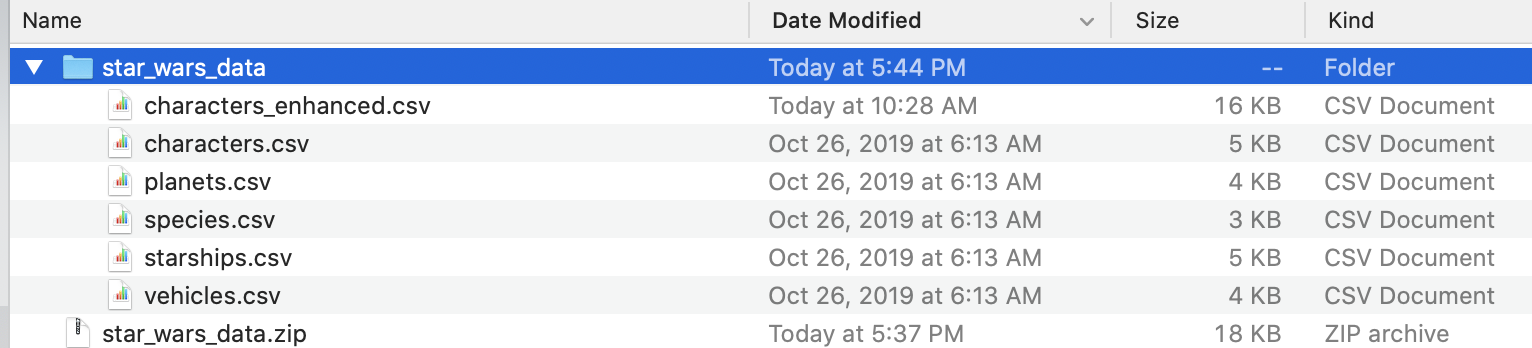 Name Date Modified Size Kind
star_wars_data Today at 5:44 PM -- Folder
characters_enhanced.csv Today at 10:28 AM 16 KB CSV Document
characters.csv Oct 26, 2019 at 6:13 AM 5 KB CSV Document
planets.csv Oct 26, 2019 at 6:13 AM 4 KB CSV Document
species.csv Oct 26, 2019 at 6:13 AM 3 KB CSV Document
starships.csv Oct 26, 2019 at 6:13 AM 5 KB CSV Document
vehicles.csv Oct 26, 2019 at 6:13 AM 4 KB CSV Document
star_wars_data.zip Today at 5:37 PM 18 KB ZIP archive